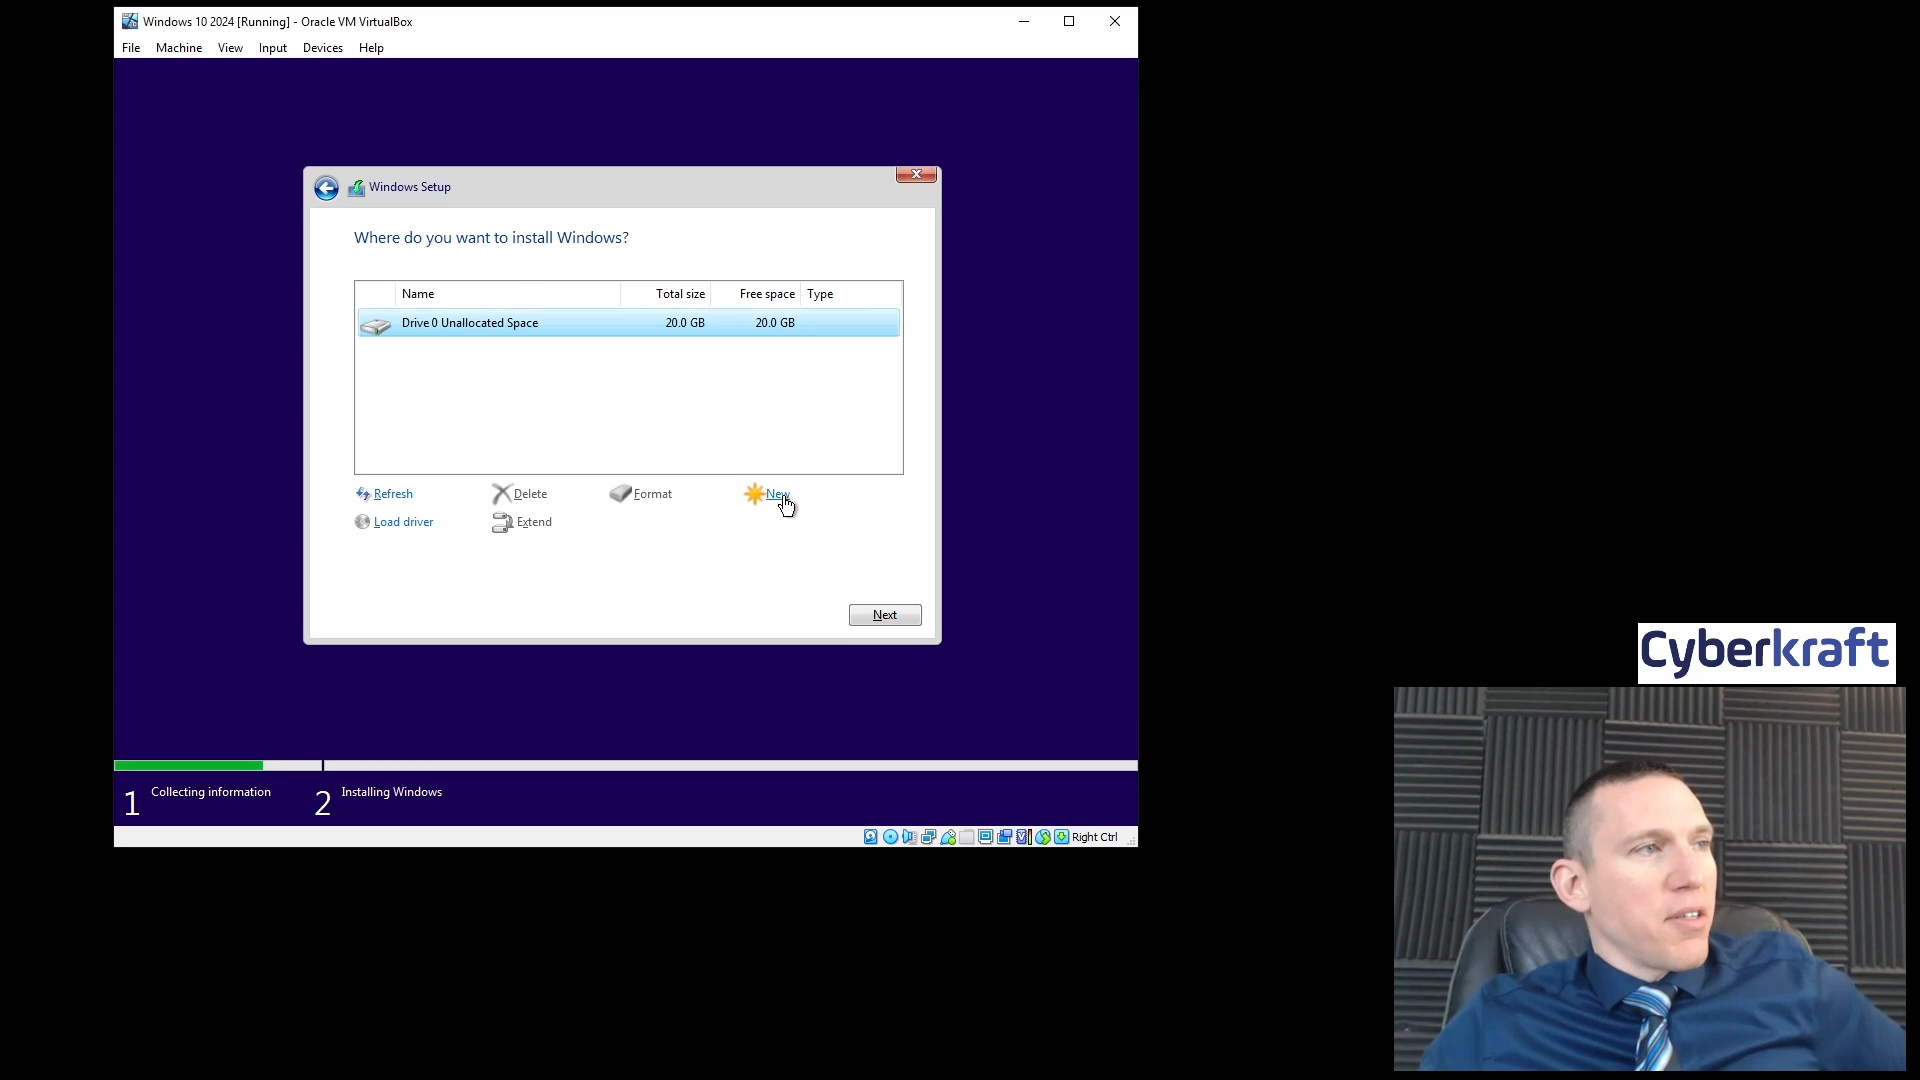 Windows 10 2024 [Running] - Oracle VM VirtualBox
File Machine View Input Devices Help
Windows Setup
Where do you want to install Windows?
Name Total size Free space Type
Drive 0 Unallocated Space 20.0 GB 20.0 GB
Refresh Delete Format New
Load driver Extend
Next
Cyberkraft
1 Collecting information 2 Installing Windows
Right Ctrl